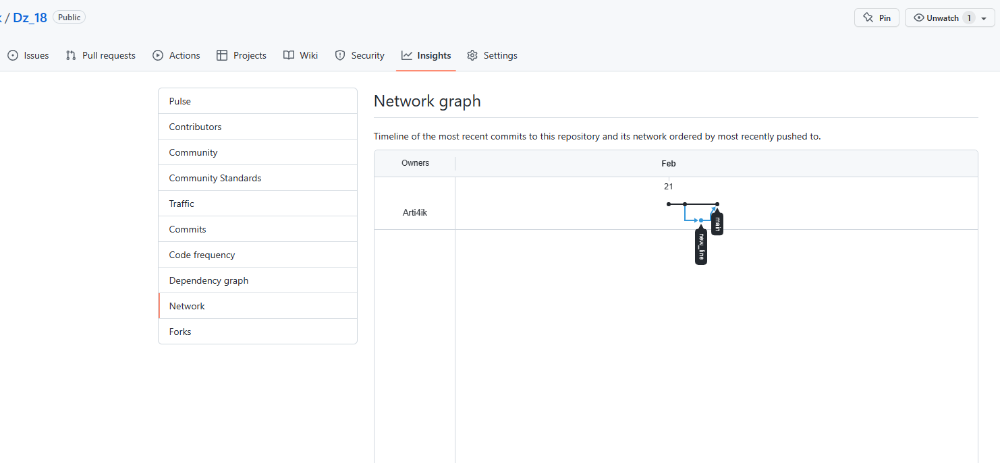 / Dz_18 Public
Pin
Unwatch 1
Issues Pull requests Actions Projects Wiki Security Insights Settings
Pulse
Contributors
Community
Community Standards
Traffic
Commits
Code frequency
Dependency graph
Network
Forks
Network graph
Timeline of the most recent commits to this repository and its network ordered by most recently pushed to.
Owners Feb
21
Arti4ik
main
new_line